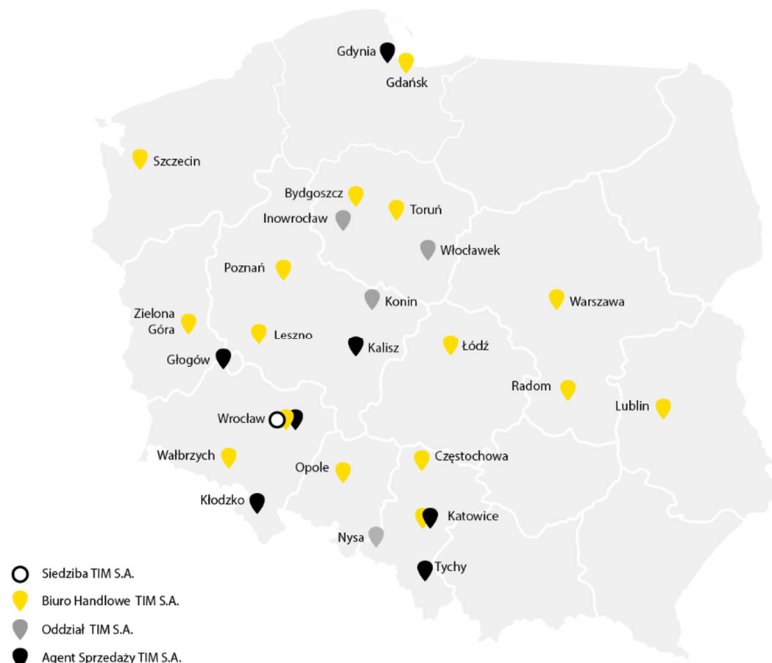 Gdynia
Gdańsk
Szczecin
Bydgoszcz
Toruń
Inowrocław
Włocławek
Poznań
Konin
Warszawa
Zielona
Góra
Leszno
Głogów
Kalisz
Łódź
Radom
Lublin
Wrocław
Wałbrzych
Opole
Częstochowa
Kłodzko
Katowice
Nysa
Tychy
Siedziba TIM S.A.
Biuro Handlowe TIM S.A.
Oddział TIM S.A.
Agent Sprzedaży TIM S.A.